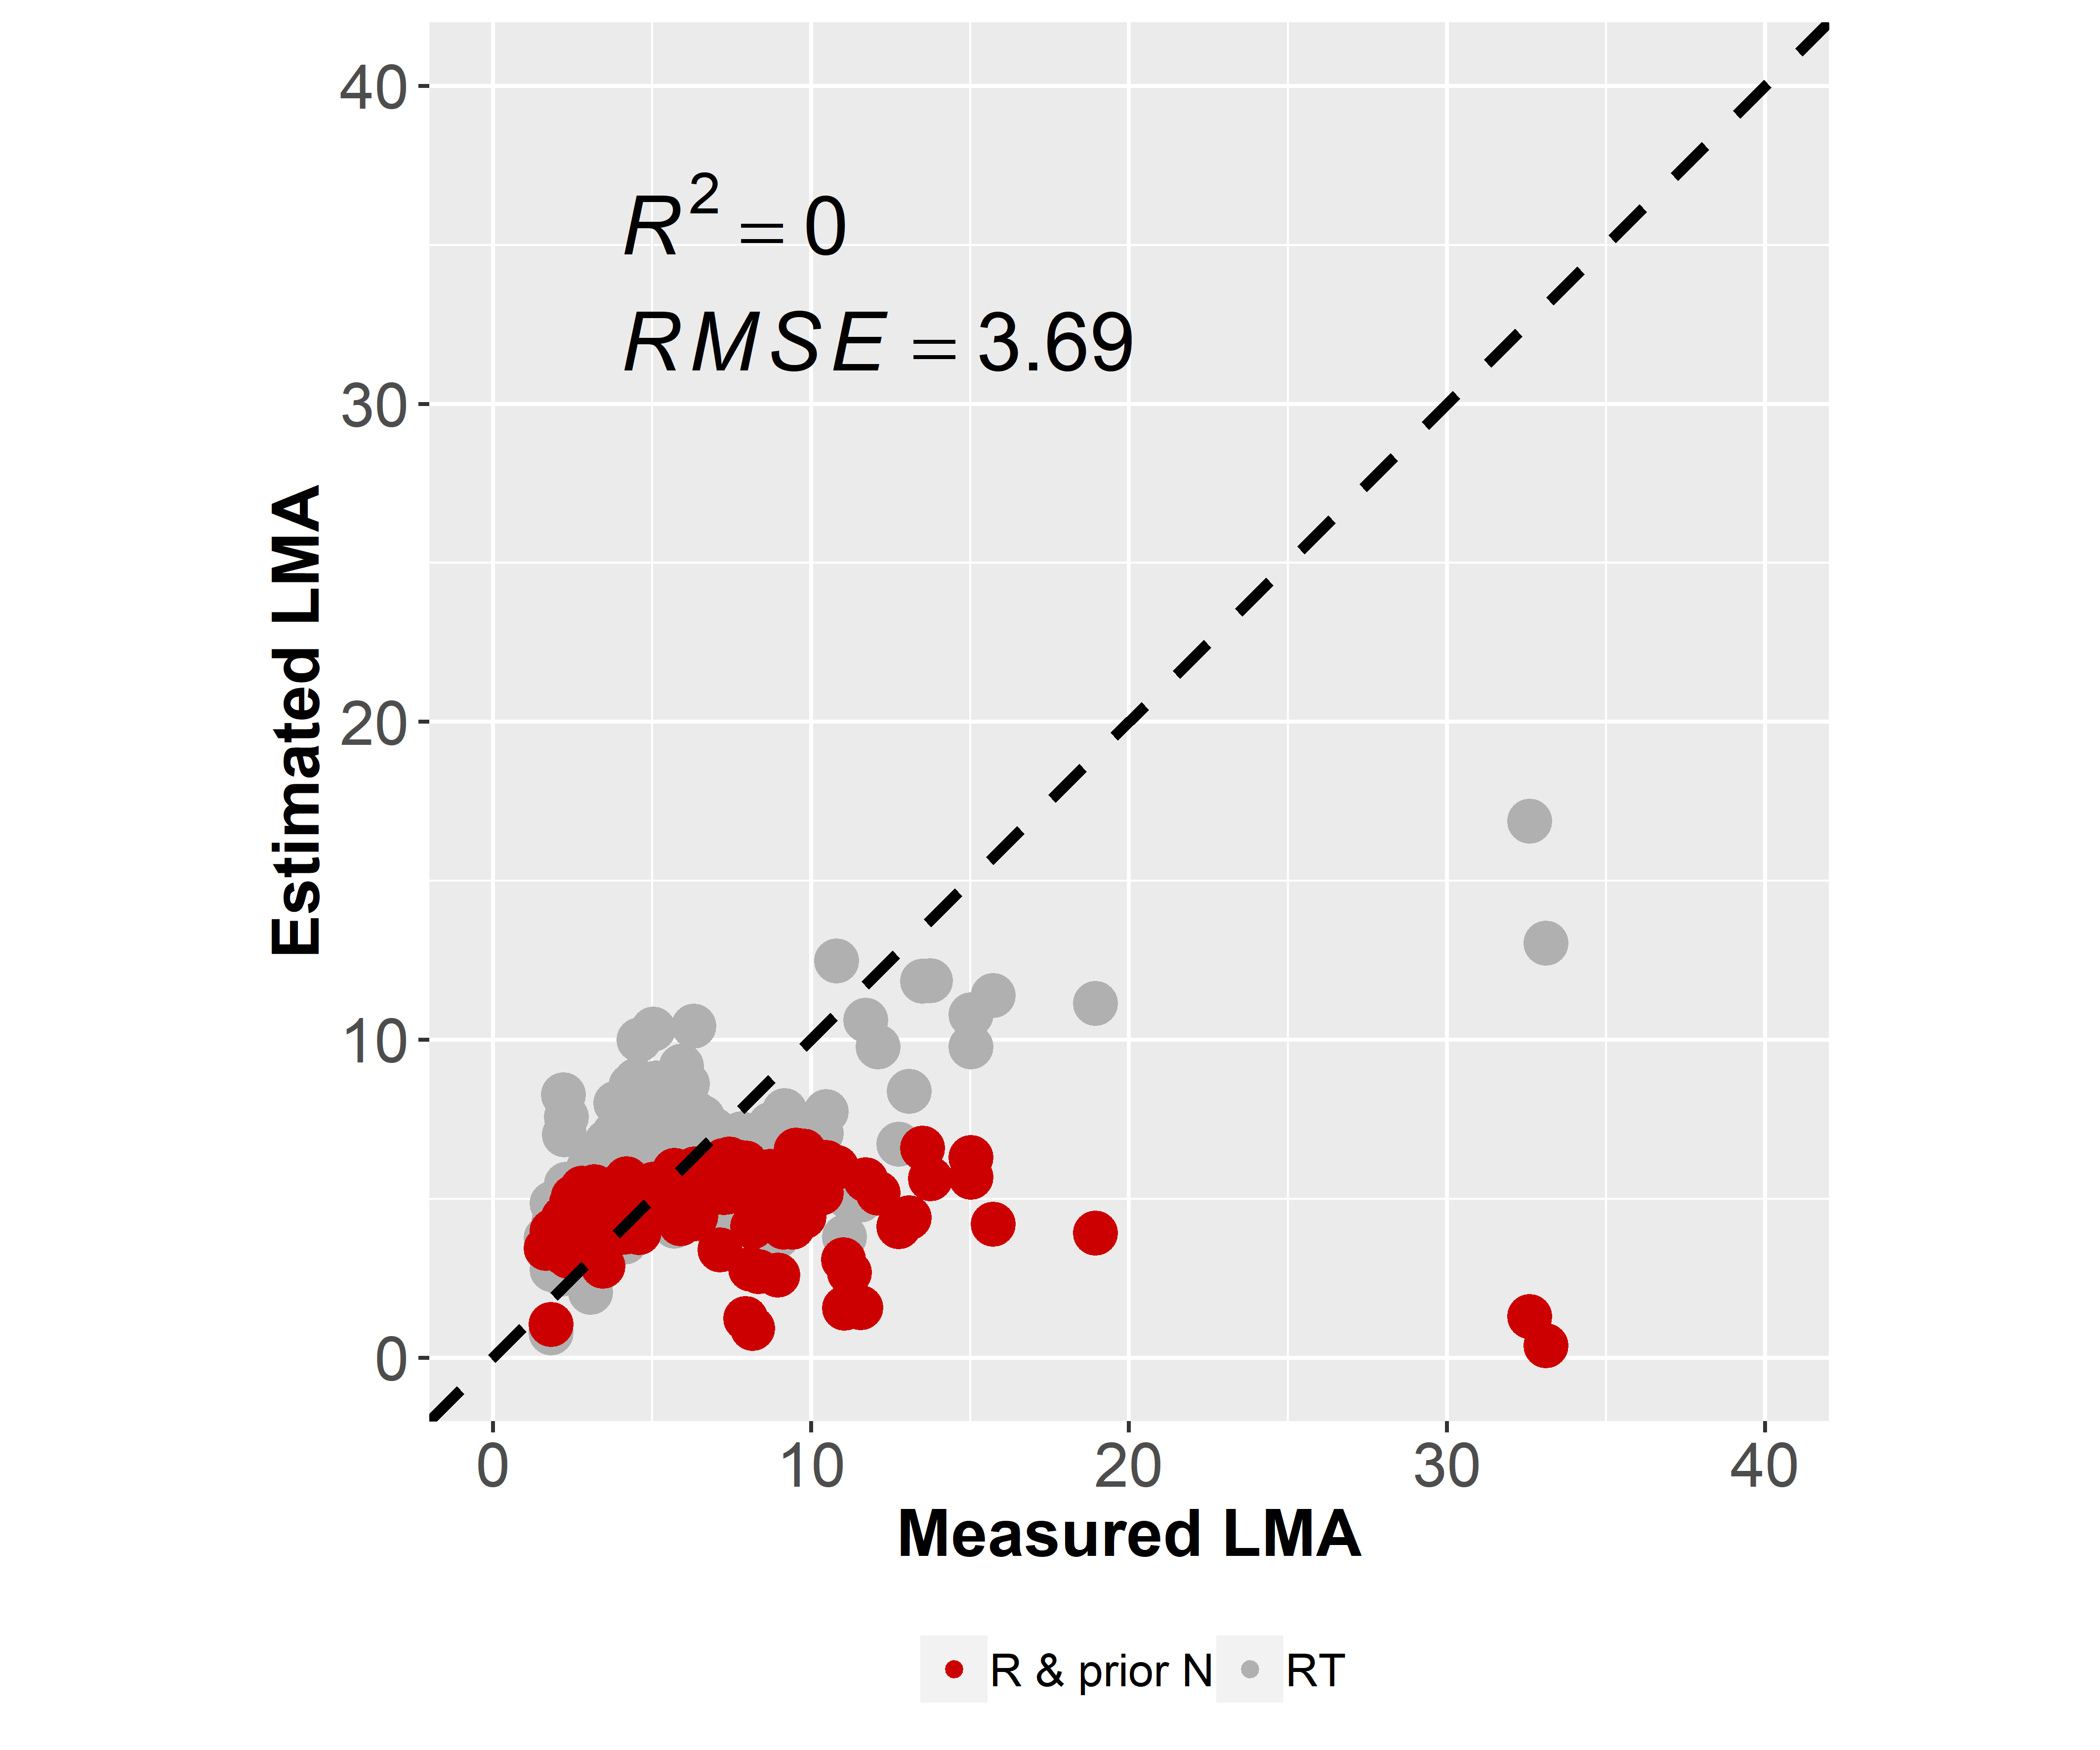 40
R² = 0
RMSE = 3.69
30
Estimated LMA
20
10
0
0 10 20 30 40
Measured LMA
R & prior N RT